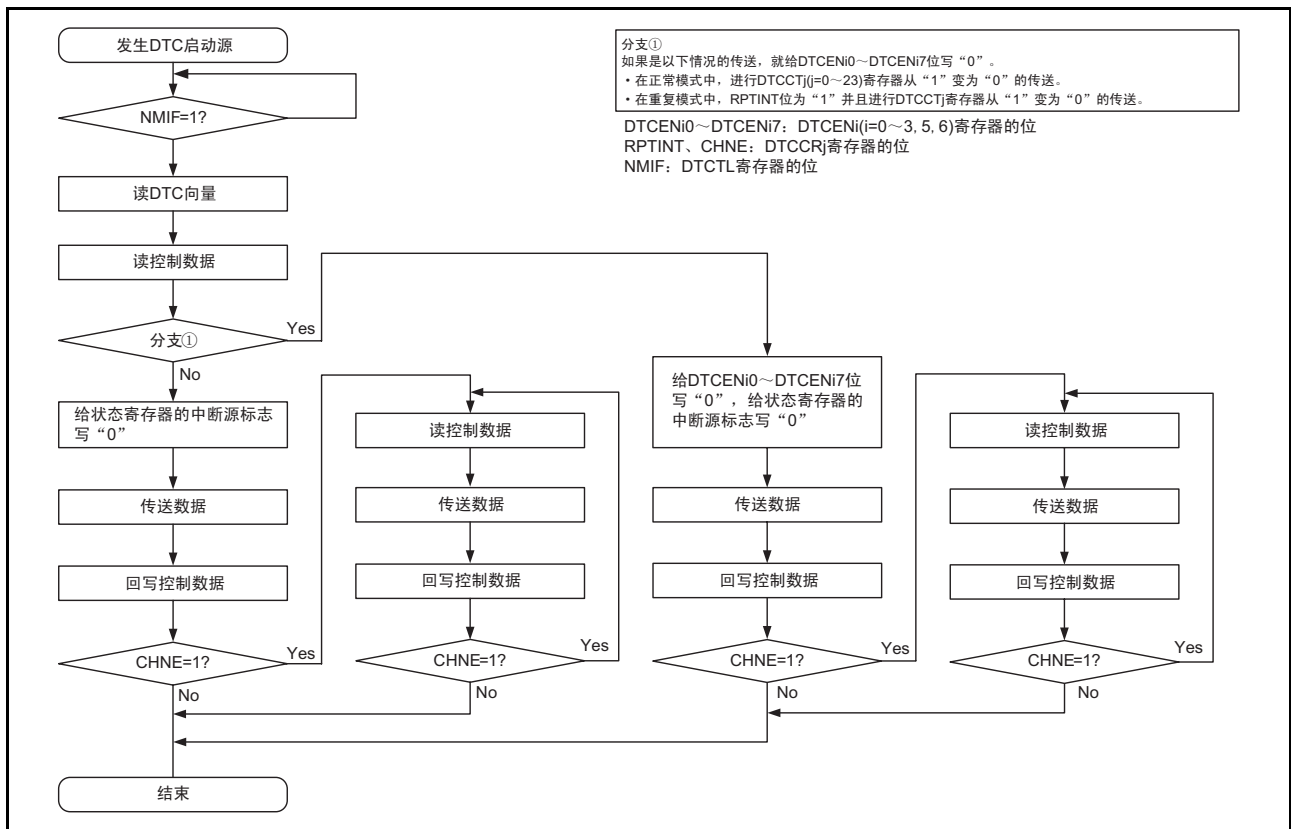 发生DTC启动源
NMIF=1?
读DTC向量
读控制数据
分支①
Yes
No
给状态寄存器的中断源标志
写“0”
传送数据
回写控制数据
CHNE=1?
Yes
No
结束
读控制数据
传送数据
回写控制数据
CHNE=1?
Yes
No
分支①
如果是以下情况的传送，就给DTCENi0～DTCENi7位写“0”。
・在正常模式中，进行DTCCTj(j=0～23)寄存器从“1”变为“0”的传送。
・在重复模式中，RPTINT位为“1”并且进行DTCCTj寄存器从“1”变为“0”的传送。
DTCENi0～DTCENi7：DTCENi(i=0～3, 5, 6)寄存器的位
RPTINT、CHNE：DTCCRj寄存器的位
NMIF：DTCTL寄存器的位
给DTCENi0～DTCENi7位
写“0”，给状态寄存器的
中断源标志写“0”
传送数据
回写控制数据
CHNE=1?
Yes
No
读控制数据
传送数据
回写控制数据
CHNE=1?
Yes
No